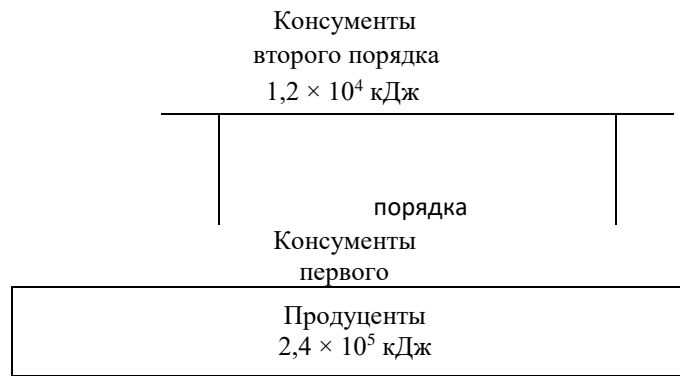 Консументы
второго порядка
1,2 × 10⁴ кДж
порядка
Консументы
первого
Продуценты
2,4 × 10⁵ кДж